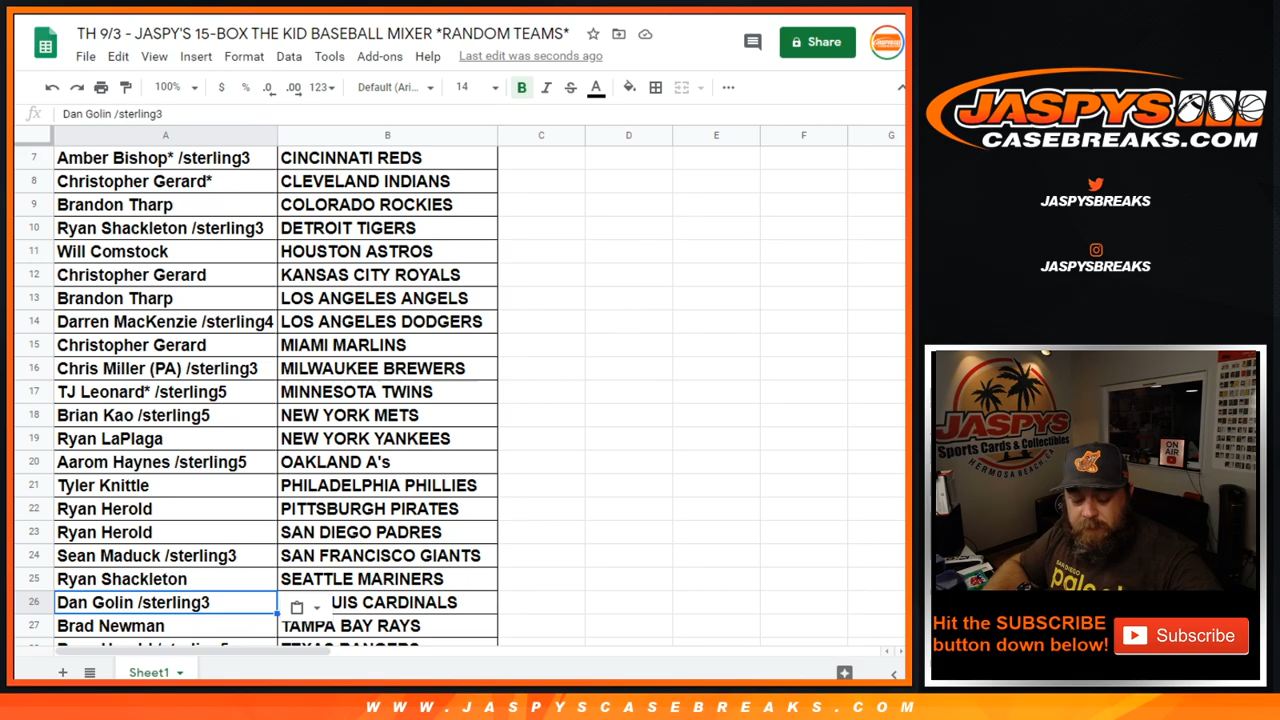 TH 9/3 - JASPY'S 15-BOX THE KID BASEBALL MIXER *RANDOM TEAMS*
File Edit View Insert Format Data Tools Add-ons Help Last edit was seconds ago
Share
100% $ % .0 .00 123 Default (Ari... 14 B I S A
fx Dan Golin /sterling3
A B C D E F G
7 Amber Bishop* /sterling3 CINCINNATI REDS
8 Christopher Gerard* CLEVELAND INDIANS
9 Brandon Tharp COLORADO ROCKIES
10 Ryan Shackleton /sterling3 DETROIT TIGERS
11 Will Comstock HOUSTON ASTROS
12 Christopher Gerard KANSAS CITY ROYALS
13 Brandon Tharp LOS ANGELES ANGELS
14 Darren MacKenzie /sterling4 LOS ANGELES DODGERS
15 Christopher Gerard MIAMI MARLINS
16 Chris Miller (PA) /sterling3 MILWAUKEE BREWERS
17 TJ Leonard* /sterling5 MINNESOTA TWINS
18 Brian Kao /sterling5 NEW YORK METS
19 Ryan LaPlaga NEW YORK YANKEES
20 Aarom Haynes /sterling5 OAKLAND A's
21 Tyler Knittle PHILADELPHIA PHILLIES
22 Ryan Herold PITTSBURGH PIRATES
23 Ryan Herold SAN DIEGO PADRES
24 Sean Maduck /sterling3 SAN FRANCISCO GIANTS
25 Ryan Shackleton SEATTLE MARINERS
26 Dan Golin /sterling3 UIS CARDINALS
27 Brad Newman TAMPA BAY RAYS
Sheet1
JASPYS
CASEBREAKS.COM
JASPYSBREAKS
JASPYSBREAKS
JASPYS
Sports Cards & Collectibles
HERMOSA BEACH, CA
ON AIR
SAN DIEGO
Hit the SUBSCRIBE
button down below!
Subscribe
WWW.JASPYSCASEBREAKS.COM